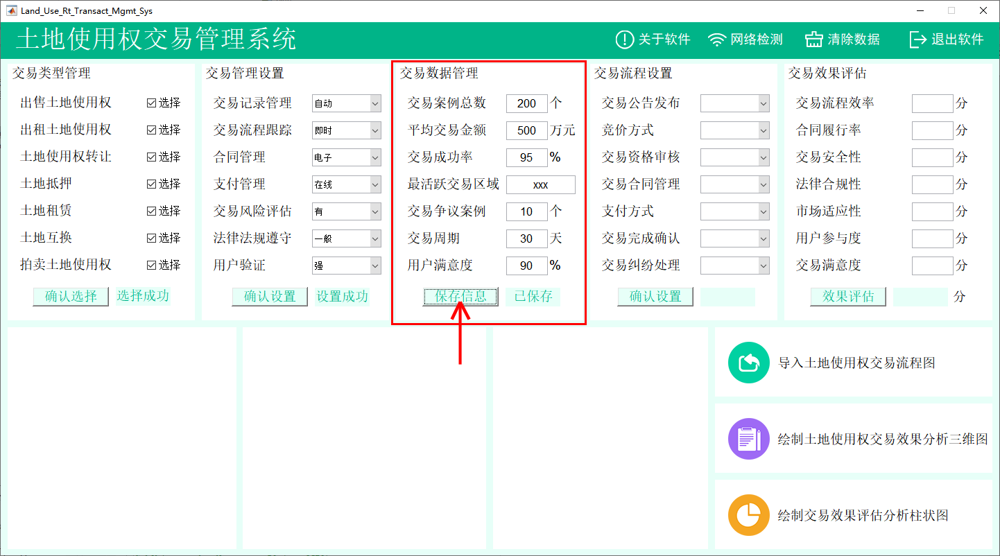 Land_Use_Rt_Transact_Mgmt_Sys
土地使用权交易管理系统
关于软件
网络检测
清除数据
退出软件
交易类型管理
出售土地使用权 选择
出租土地使用权 选择
土地使用权转让 选择
土地抵押 选择
土地租赁 选择
土地互换 选择
拍卖土地使用权 选择
确认选择 选择成功
交易管理设置
交易记录管理 自动
交易流程跟踪 即时
合同管理 电子
支付管理 在线
交易风险评估 有
法律法规遵守 一般
用户验证 强
确认设置 设置成功
交易数据管理
交易案例总数 200 个
平均交易金额 500 万元
交易成功率 95 %
最活跃交易区域 xxx
交易争议案例 10 个
交易周期 30 天
用户满意度 90 %
保存信息 已保存
交易流程设置
交易公告发布
竞价方式
交易资格审核
交易合同管理
支付方式
交易完成确认
交易纠纷处理
确认设置
交易效果评估
交易流程效率 分
合同履行率 分
交易安全性 分
法律合规性 分
市场适应性 分
用户参与度 分
交易满意度 分
效果评估 分
导入土地使用权交易流程图
绘制土地使用权交易效果分析三维图
绘制交易效果评估分析柱状图